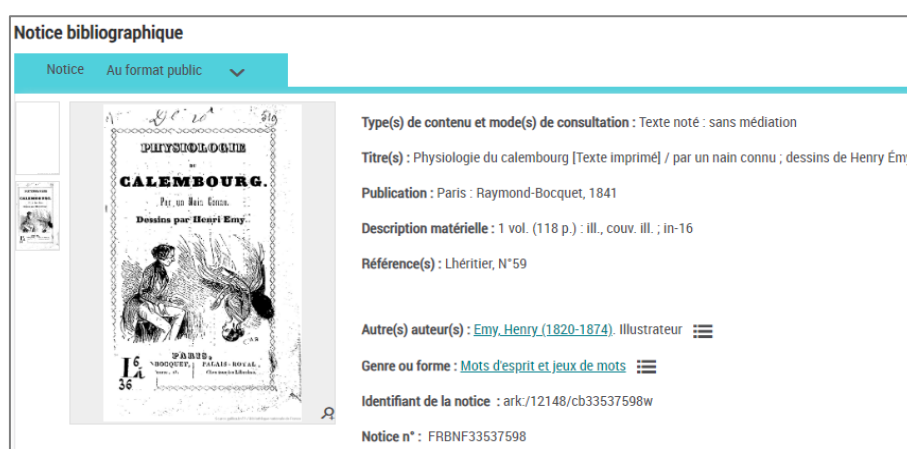 Notice bibliographique
Notice Au format public
PHYSIOLOGIE
DU
CALEMBOURG.
Par un Nain Connu.
Dessins par Henri Emy.
PARIS,
BOCQUET, PALAIS-ROYAL,
36
Type(s) de contenu et mode(s) de consultation : Texte noté : sans médiation
Titre(s) : Physiologie du calembourg [Texte imprimé] / par un nain connu ; dessins de Henry Émy
Publication : Paris : Raymond-Bocquet, 1841
Description matérielle : 1 vol. (118 p.) : ill., couv. ill. ; in-16
Référence(s) : Lhéritier, N°59
Autre(s) auteur(s) : Emy, Henry (1820-1874). Illustrateur
Genre ou forme : Mots d'esprit et jeux de mots
Identifiant de la notice : ark:/12148/cb33537598w
Notice n° : FRBNF33537598